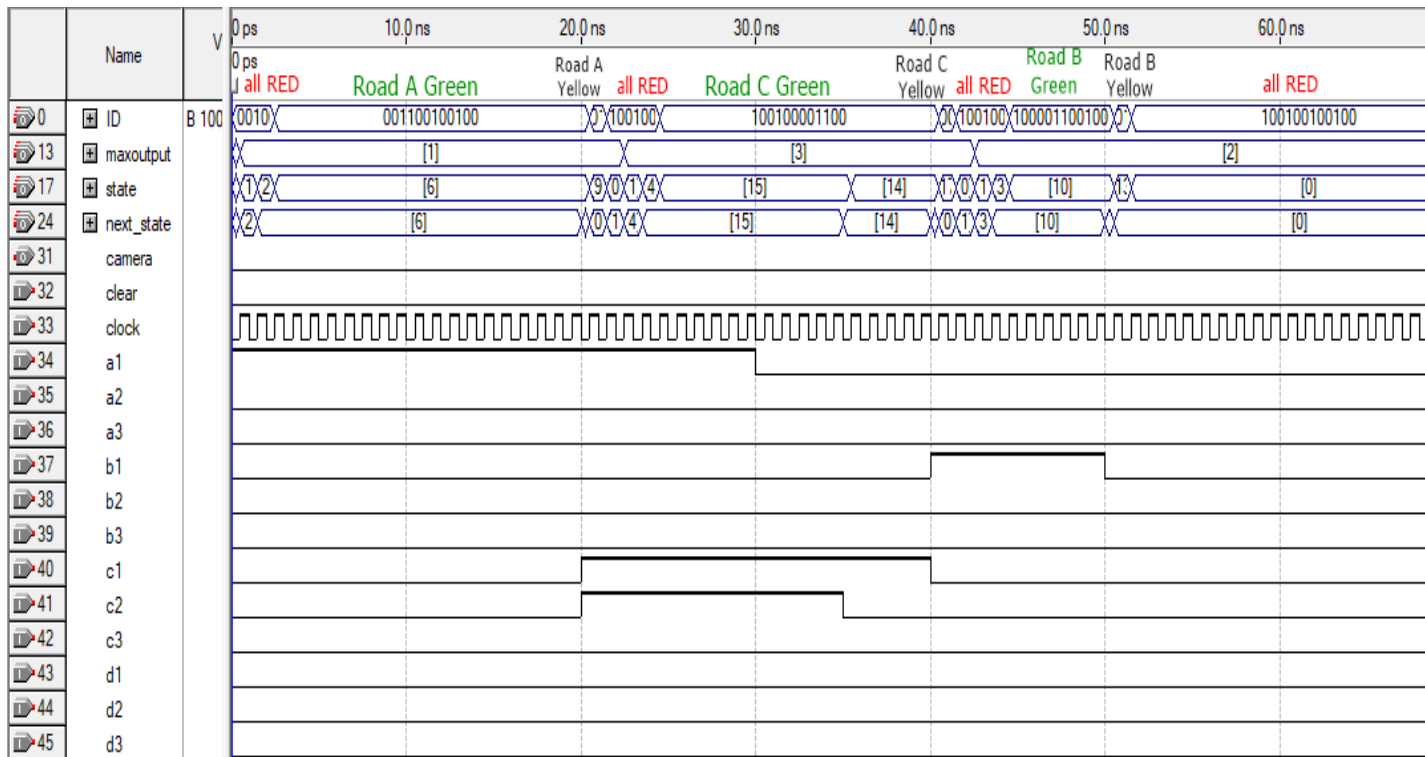 Name V 0 ps 10.0 ns 20.0 ns 30.0 ns 40.0 ns 50.0 ns 60.0 ns
0 ps
all RED Road A Green Road A Yellow all RED Road C Green Road C Yellow all RED Road B Green Road B Yellow all RED
0 ID B 100 0010 001100100100 100100 100100001100 100100 100001100100 100100100100
13 maxoutput [1] [3] [2]
17 state 1 2 [6] 9 0 1 4 [15] [14] 0 1 3 [10] [0]
24 next_state 2 [6] 0 1 4 [15] [14] 0 1 3 [10] [0]
31 camera
32 clear
33 clock
34 a1
35 a2
36 a3
37 b1
38 b2
39 b3
40 c1
41 c2
42 c3
43 d1
44 d2
45 d3